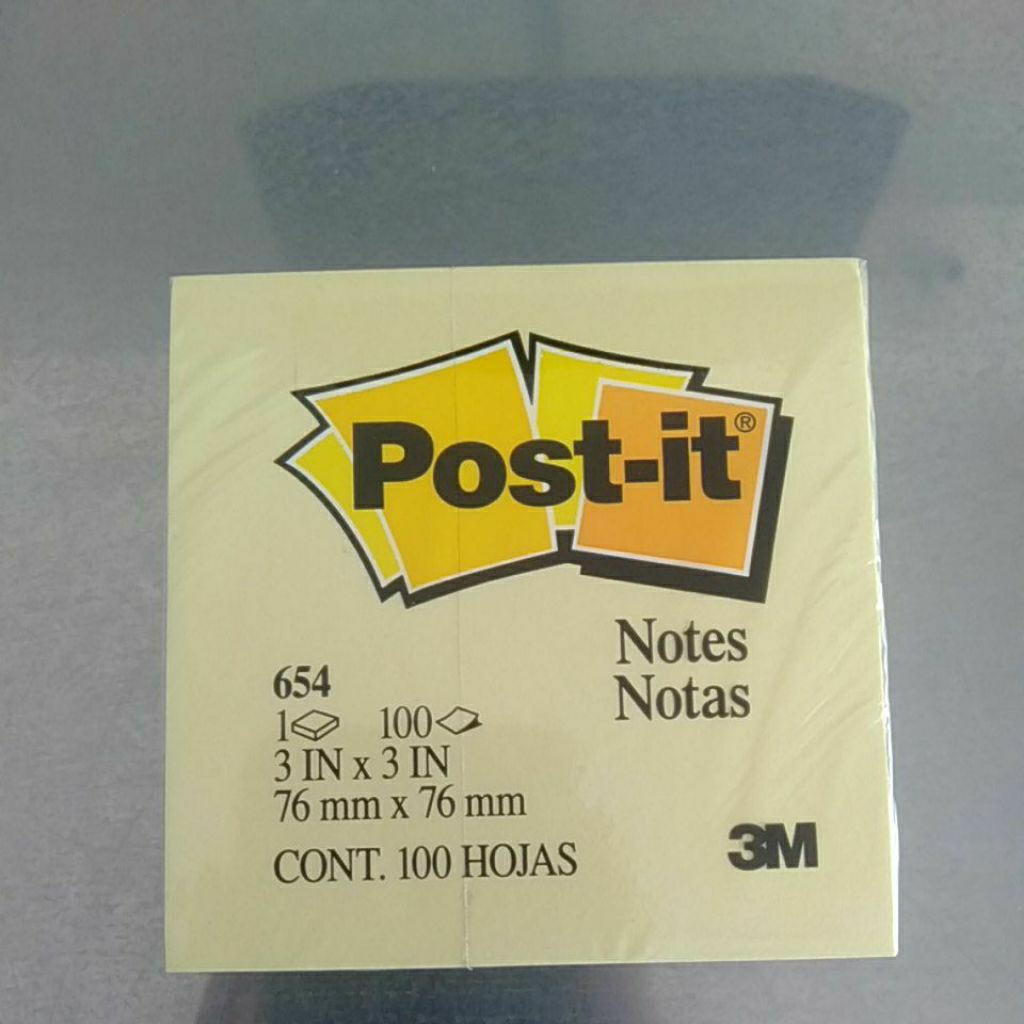 Post-it®
Notes
Notas
654
1 100
3 IN x 3 IN
76 mm x 76 mm
CONT. 100 HOJAS
3M